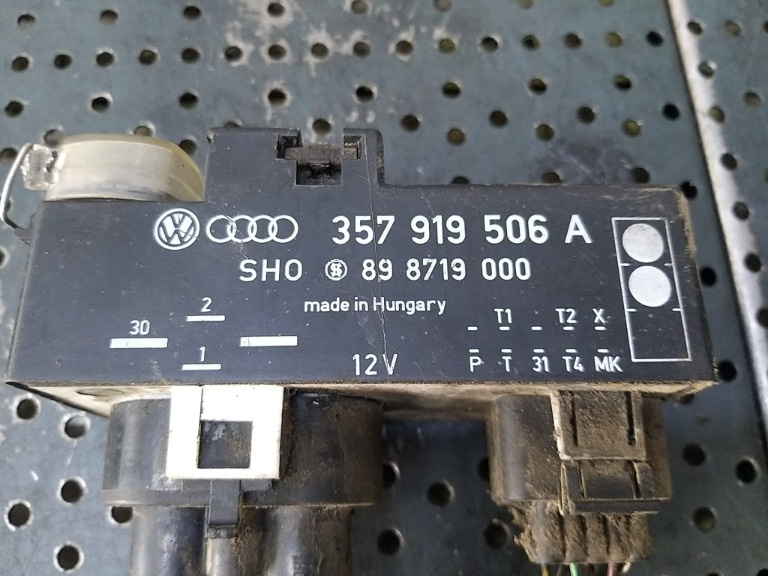 357 919 506 A
SHO 89 8719 000
made in Hungary
30 2 1
12V
T1 T2 X
P T 31 T4 MK